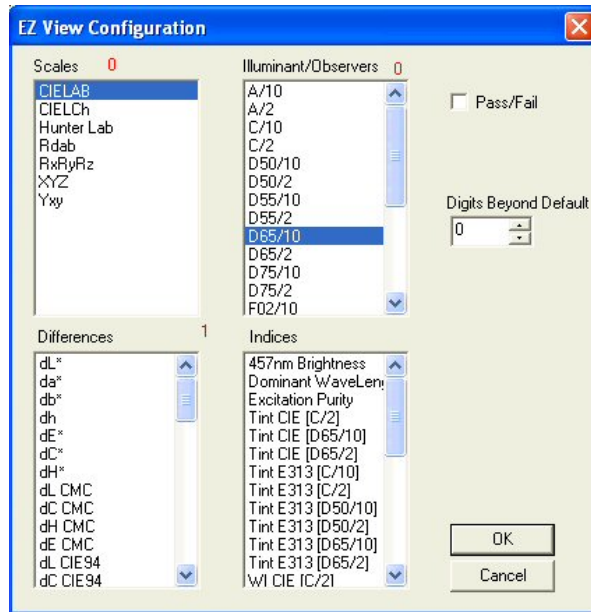 EZ View Configuration
Scales 0
CIELAB
CIELCh
Hunter Lab
Rdab
RxRyRz
XYZ
Yxy
Illuminant/Observers 0
A/10
A/2
C/10
C/2
D50/10
D50/2
D55/10
D55/2
D65/10
D65/2
D75/10
D75/2
F02/10
Pass/Fail
Digits Beyond Default
0
Differences 1
dL*
da*
db*
dh
dE*
dC*
dH*
dL CMC
dC CMC
dH CMC
dE CMC
dL CIE94
dC CIE94
Indices
457nm Brightness
Dominant WaveLeng
Excitation Purity
Tint CIE [C/2]
Tint CIE [D65/10]
Tint CIE [D65/2]
Tint E313 [C/10]
Tint E313 [C/2]
Tint E313 [D50/10]
Tint E313 [D50/2]
Tint E313 [D65/10]
Tint E313 [D65/2]
WI CIE [C/2]
OK
Cancel